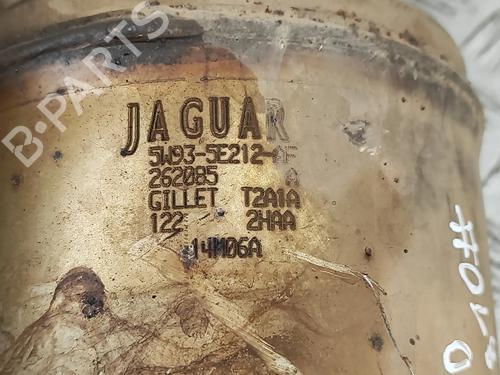 B-PARTS
JAGUAR
5W93-5E212-AF
262085 A
GILLET T2A1A
122 2HAA
14M06A